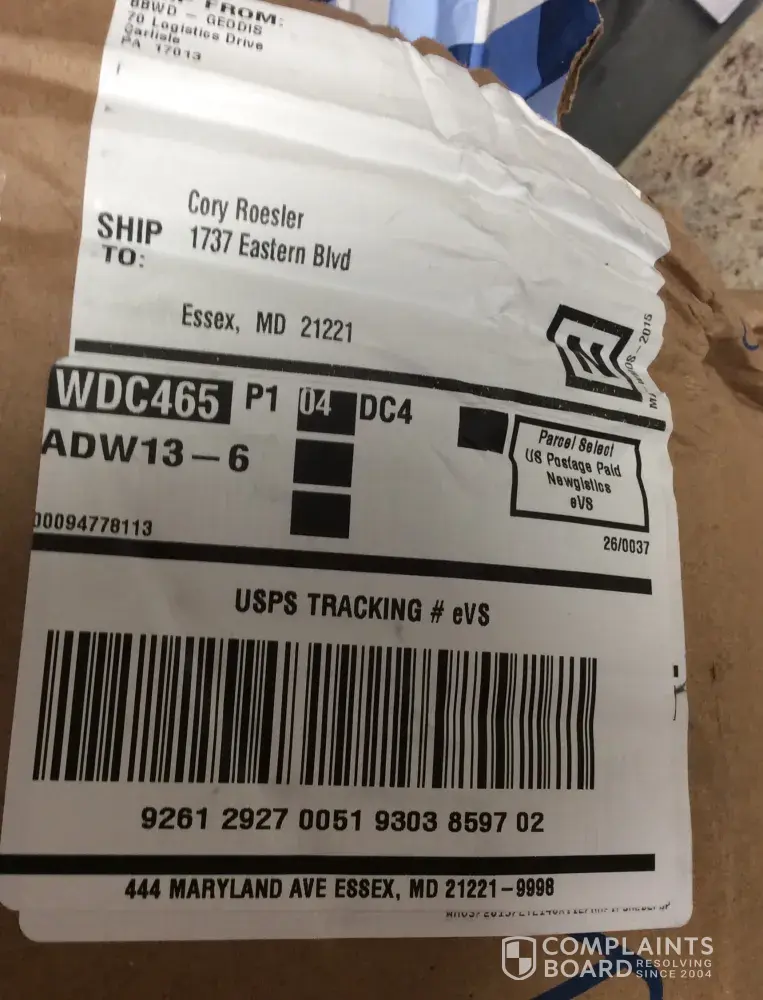 FROM:
BBWD - GEODIS
70 Logistics Drive
Carlisle
PA 17013
SHIP TO:
Cory Roesler
1737 Eastern Blvd
Essex, MD 21221
N
WDC465 P1 04 DC4
ADW13-6
Parcel Select
US Postage Paid
Newgistics
eVS
00094778113
26/0037
USPS TRACKING # eVS
9261 2927 0051 9303 8597 02
444 MARYLAND AVE ESSEX, MD 21221-9998
COMPLAINTS
BOARD RESOLVING
SINCE 2004